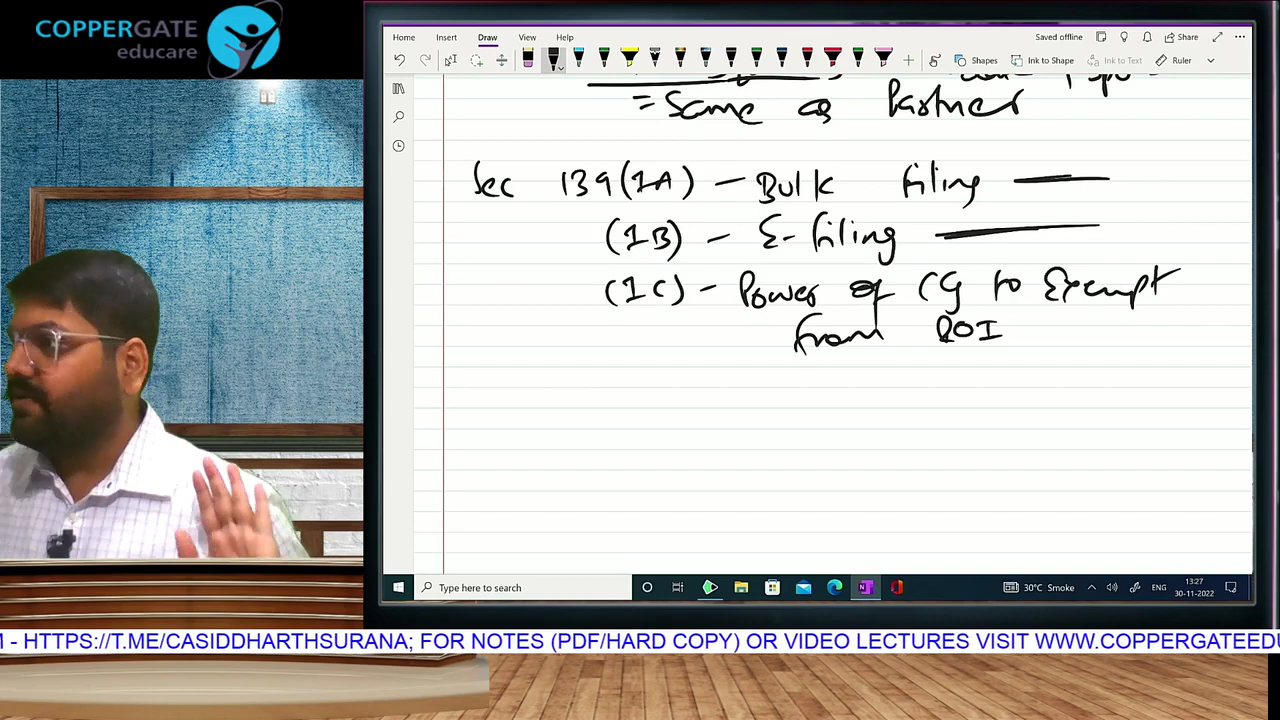 COPPERGATE
educare
Home Insert Draw View Help
Saved offline Share
Shapes Ink to Shape Ink to Text Ruler
= Same as Partner
Sec 139(1A) - Bulk filing
(1B) - E-filing
(1C) - Power of CG to Exempt
from ROI
Type here to search
30°C Smoke ENG 13:27
30-11-2022
M - HTTPS://T.ME/CASIDDHARTHSURANA; FOR NOTES (PDF/HARD COPY) OR VIDEO LECTURES VISIT WWW.COPPERGATEEDU